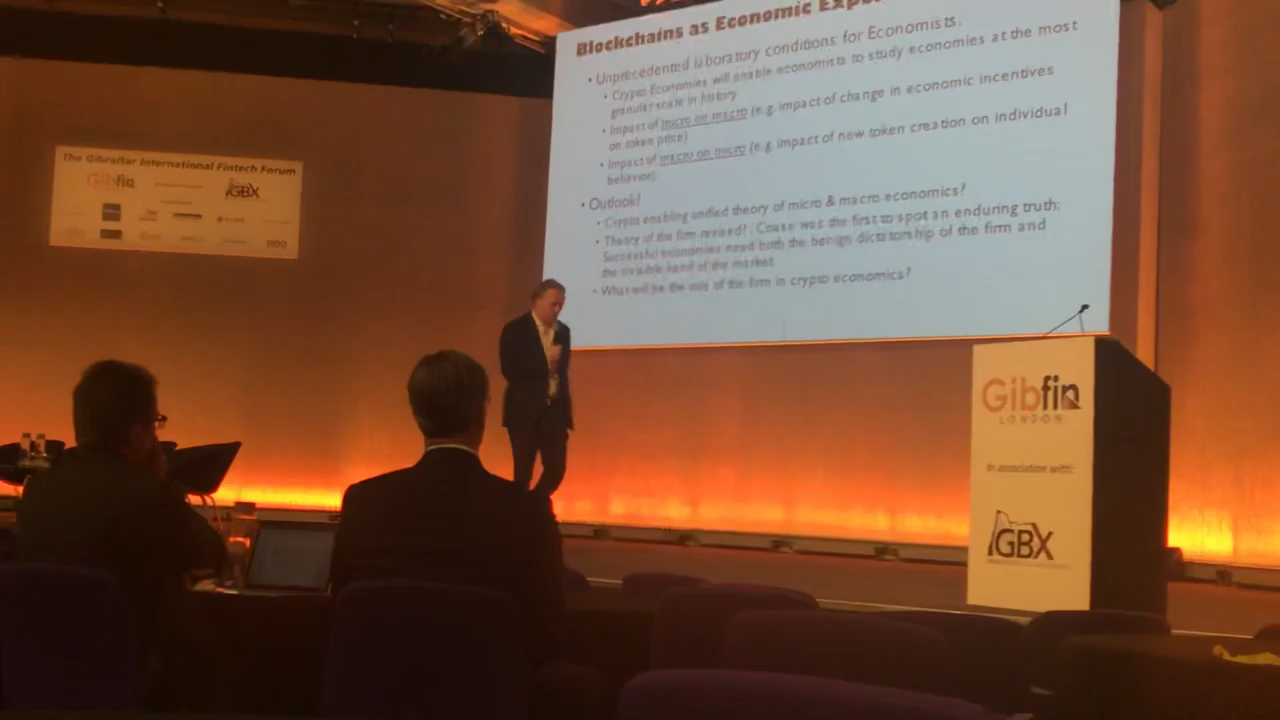 Blockchains as Economic
• Unprecedented laboratory conditions for Economists.
• Crypto Economies will enable economists to study economies at the most
granular scale in history
• Impact of micro on macro (e.g. impact of change in economic incentives
on token price)
• Impact of macro on micro (e.g. impact of new token creation on individual
behavior)
• Outlook!
• Crypto enabling unified theory of micro & macro economics?
• Theory of the firm revised? : Coase was the first to spot an enduring truth:
Successful economies need both the benign dictatorship of the firm and
the invisible hand of the market
• What will be the role of the firm in crypto economics?
The Gibraltar International Fintech Forum
Gibfin
GBX
Gibfin
LONDON
In association with:
GBX